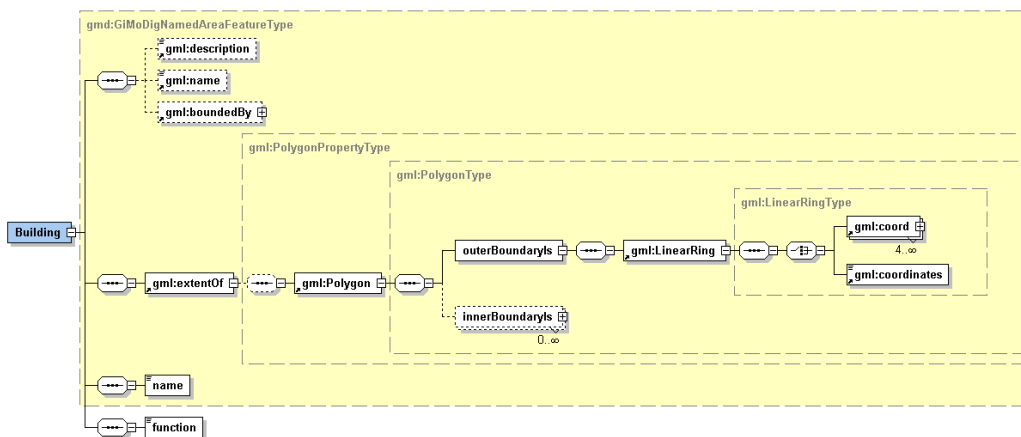 gmd:GiMoDigNamedAreaFeatureType
gml:description
gml:name
gml:boundedBy
gml:PolygonPropertyType
gml:PolygonType
gml:LinearRingType
Building
gml:extentOf
gml:Polygon
outerBoundaryIs
gml:LinearRing
gml:coord
4..∞
gml:coordinates
innerBoundaryIs
0..∞
name
function